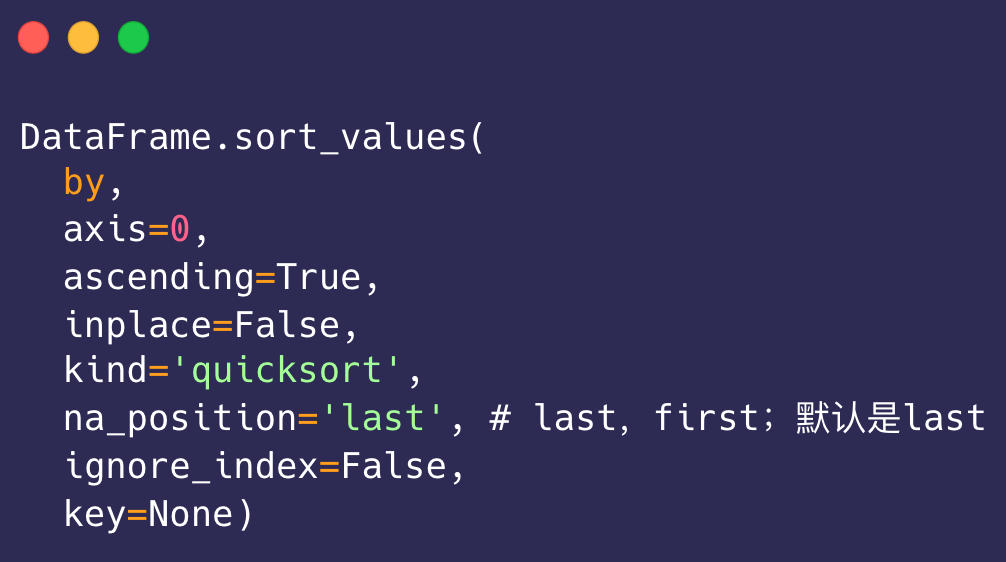 DataFrame.sort_values(
  by,
  axis=0,
  ascending=True,
  inplace=False,
  kind='quicksort',
  na_position='last', # last，first；默认是last
  ignore_index=False,
  key=None)